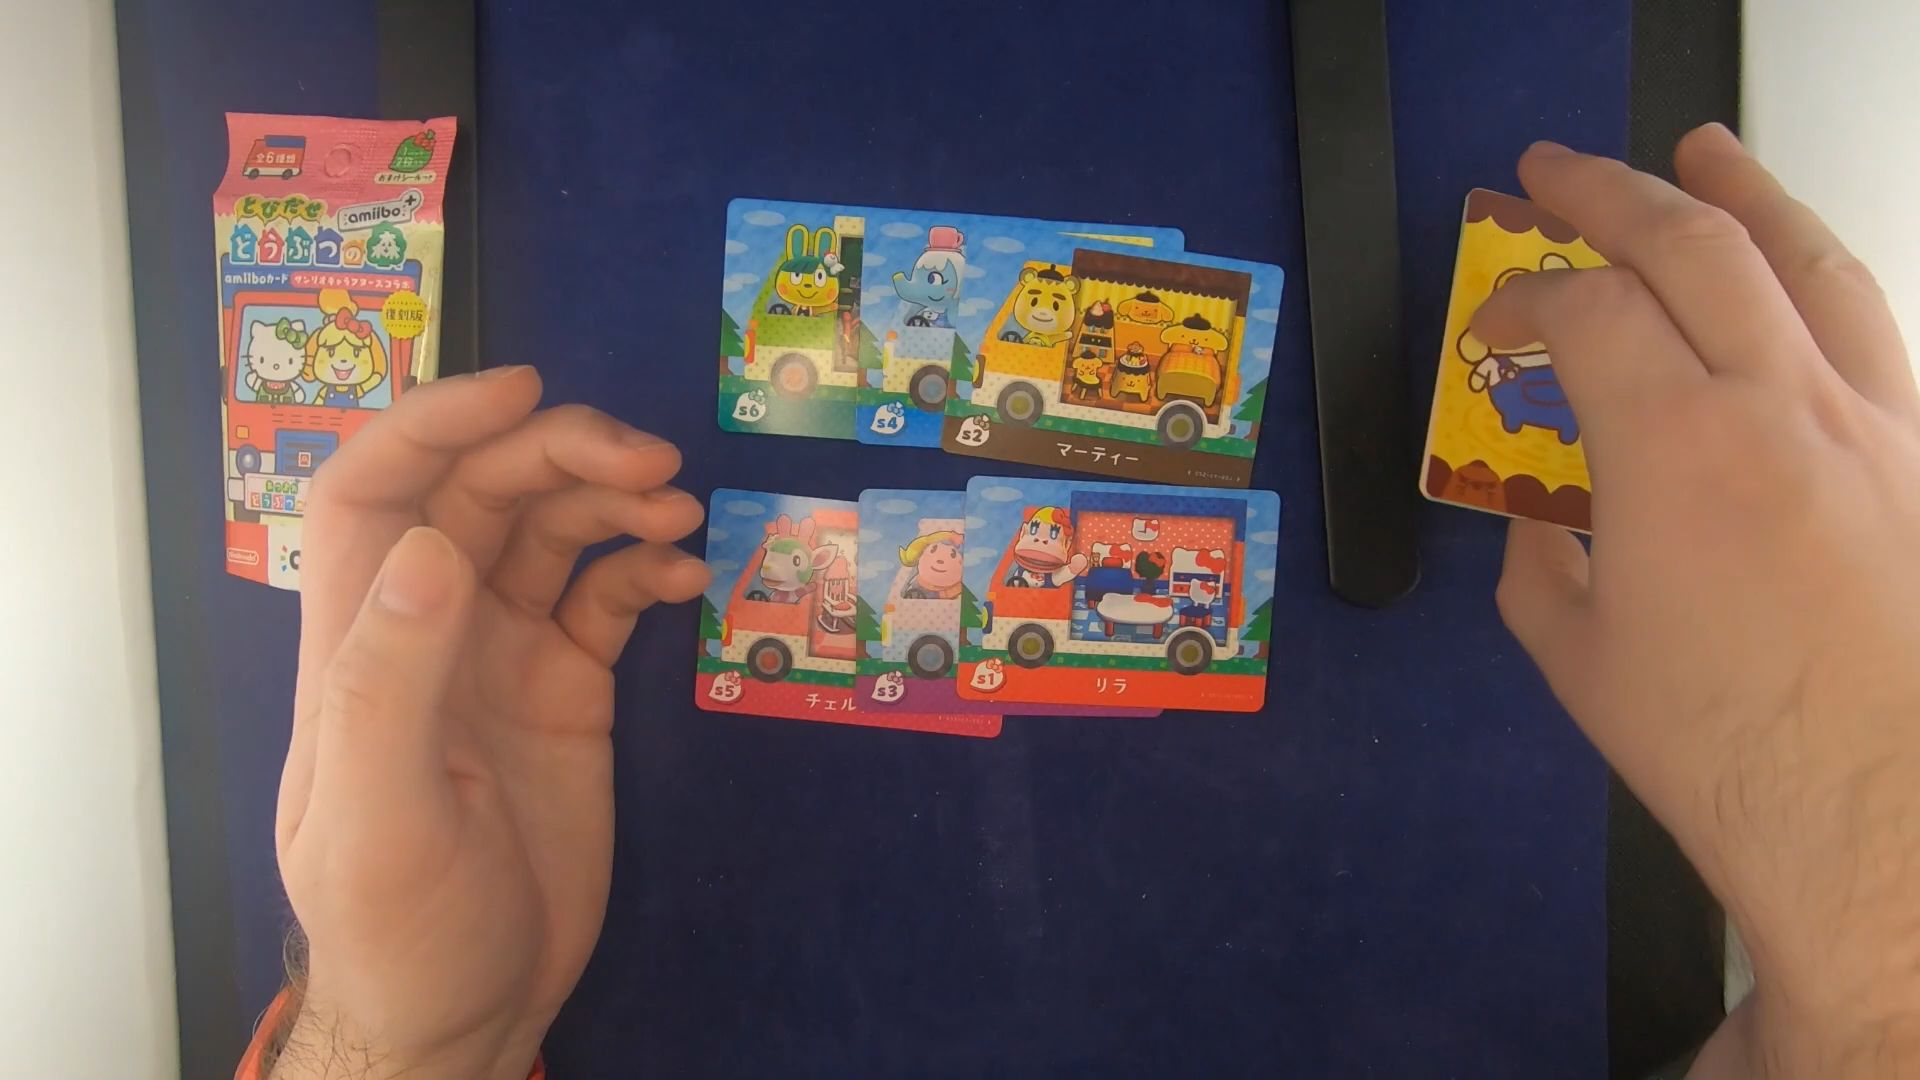 全6種類
おまけシールつき
とびだせ
amiibo+
どうぶつの森
amiiboカード サンリオキャラクターズコラボ
復刻版
Nintendo
s6
s4
s2
マーティー
s5
チェル
s3
s1
リラ